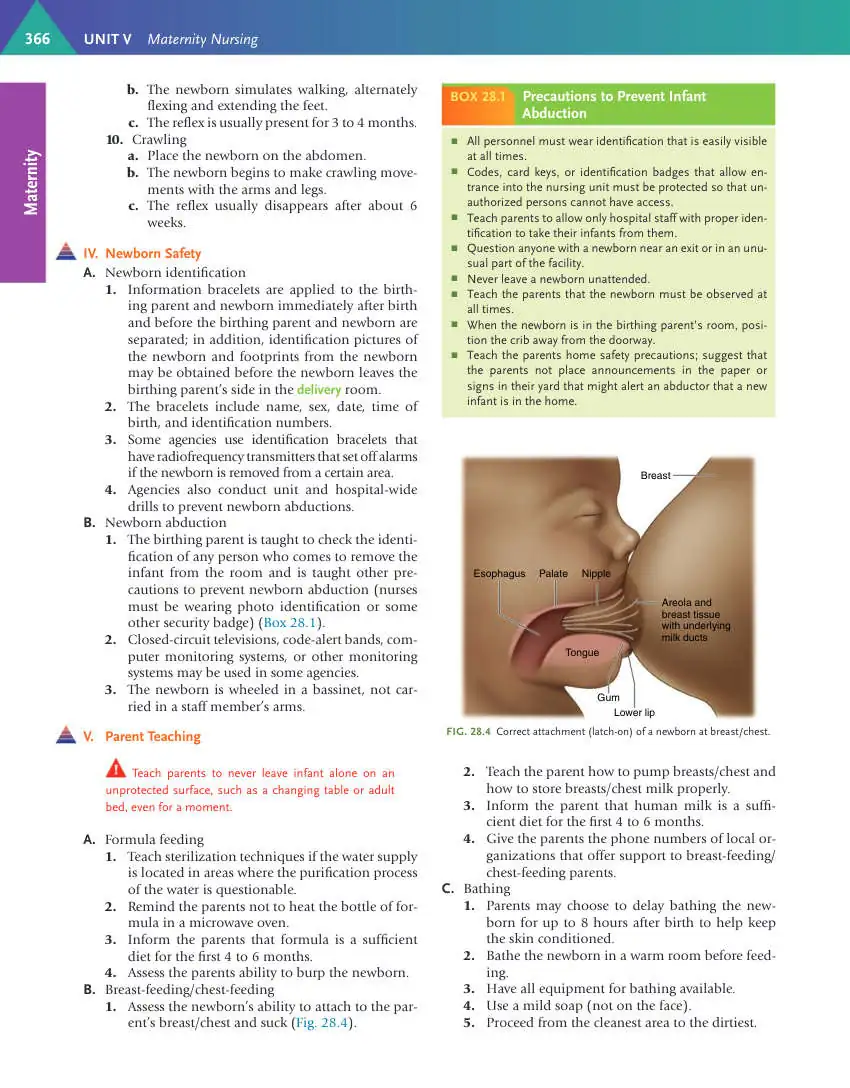 366
UNIT V Maternity Nursing
Maternity
b. The newborn simulates walking, alternately
flexing and extending the feet.
c. The reflex is usually present for 3 to 4 months.
10. Crawling
a. Place the newborn on the abdomen.
b. The newborn begins to make crawling move-
ments with the arms and legs.
c. The reflex usually disappears after about 6
weeks.
IV. Newborn Safety
A. Newborn identification
1. Information bracelets are applied to the birth-
ing parent and newborn immediately after birth
and before the birthing parent and newborn are
separated; in addition, identification pictures of
the newborn and footprints from the newborn
may be obtained before the newborn leaves the
birthing parent's side in the delivery room.
2. The bracelets include name, sex, date, time of
birth, and identification numbers.
3. Some agencies use identification bracelets that
have radiofrequency transmitters that set off alarms
if the newborn is removed from a certain area.
4. Agencies also conduct unit and hospital-wide
drills to prevent newborn abductions.
B. Newborn abduction
1. The birthing parent is taught to check the identi-
fication of any person who comes to remove the
infant from the room and is taught other pre-
cautions to prevent newborn abduction (nurses
must be wearing photo identification or some
other security badge) (Box 28.1).
2. Closed-circuit televisions, code-alert bands, com-
puter monitoring systems, or other monitoring
systems may be used in some agencies.
3. The newborn is wheeled in a bassinet, not car-
ried in a staff member's arms.
V. Parent Teaching
Teach parents to never leave infant alone on an
unprotected surface, such as a changing table or adult
bed, even for a moment.
A. Formula feeding
1. Teach sterilization techniques if the water supply
is located in areas where the purification process
of the water is questionable.
2. Remind the parents not to heat the bottle of for-
mula in a microwave oven.
3. Inform the parents that formula is a sufficient
diet for the first 4 to 6 months.
4. Assess the parents ability to burp the newborn.
B. Breast-feeding/chest-feeding
1. Assess the newborn's ability to attach to the par-
ent's breast/chest and suck (Fig. 28.4).
BOX 28.1 Precautions to Prevent Infant
Abduction
■ All personnel must wear identification that is easily visible
at all times.
■ Codes, card keys, or identification badges that allow en-
trance into the nursing unit must be protected so that un-
authorized persons cannot have access.
■ Teach parents to allow only hospital staff with proper iden-
tification to take their infants from them.
■ Question anyone with a newborn near an exit or in an unu-
sual part of the facility.
■ Never leave a newborn unattended.
■ Teach the parents that the newborn must be observed at
all times.
■ When the newborn is in the birthing parent's room, posi-
tion the crib away from the doorway.
■ Teach the parents home safety precautions; suggest that
the parents not place announcements in the paper or
signs in their yard that might alert an abductor that a new
infant is in the home.
Breast
Esophagus Palate Nipple
Areola and
breast tissue
with underlying
milk ducts
Tongue
Gum
Lower lip
FIG. 28.4 Correct attachment (latch-on) of a newborn at breast/chest.
2. Teach the parent how to pump breasts/chest and
how to store breasts/chest milk properly.
3. Inform the parent that human milk is a suffi-
cient diet for the first 4 to 6 months.
4. Give the parents the phone numbers of local or-
ganizations that offer support to breast-feeding/
chest-feeding parents.
C. Bathing
1. Parents may choose to delay bathing the new-
born for up to 8 hours after birth to help keep
the skin conditioned.
2. Bathe the newborn in a warm room before feed-
ing.
3. Have all equipment for bathing available.
4. Use a mild soap (not on the face).
5. Proceed from the cleanest area to the dirtiest.